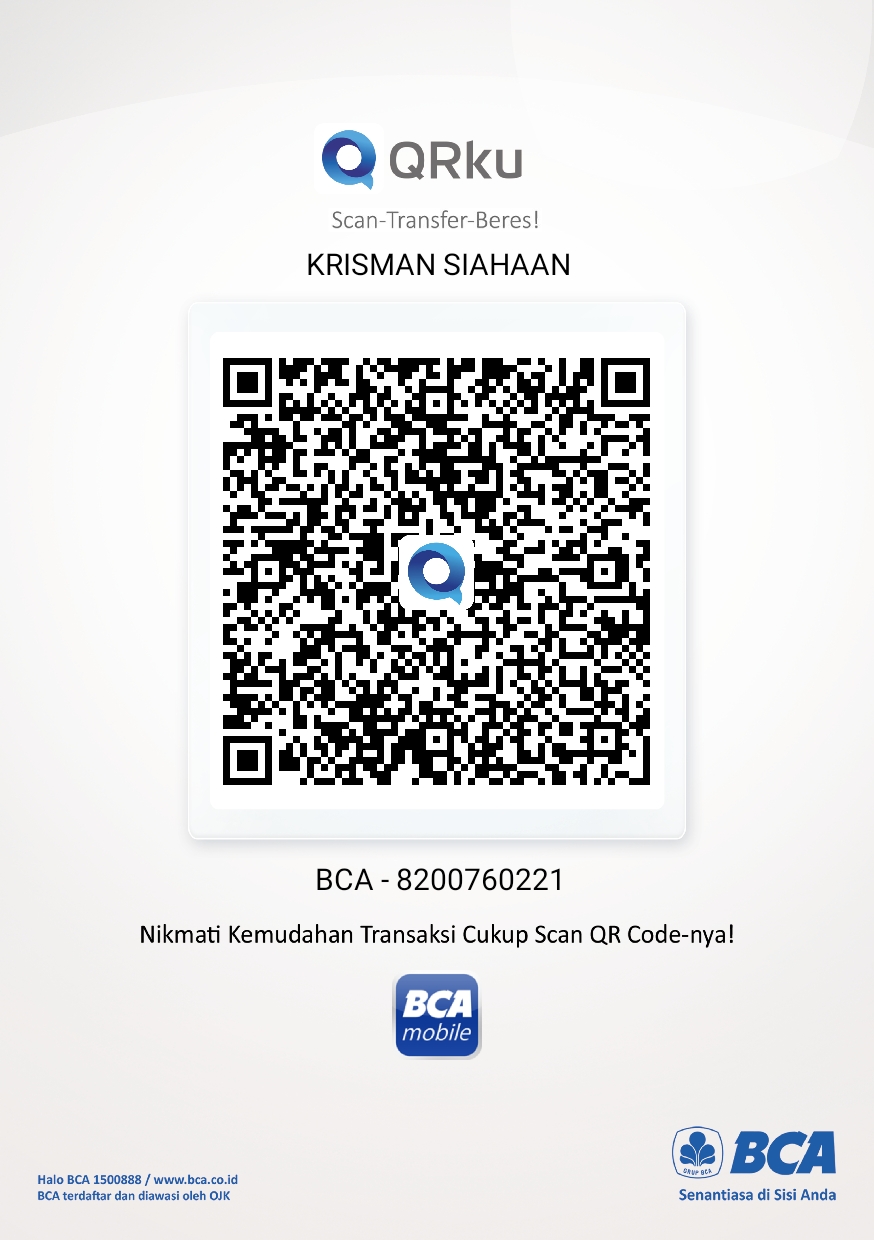 QRku
Scan-Transfer-Beres!
KRISMAN SIAHAAN
BCA - 8200760221
Nikmati Kemudahan Transaksi Cukup Scan QR Code-nya!
BCA
mobile
GRUP BCA
BCA
Senantiasa di Sisi Anda
Halo BCA 1500888 / www.bca.co.id
BCA terdaftar dan diawasi oleh OJK